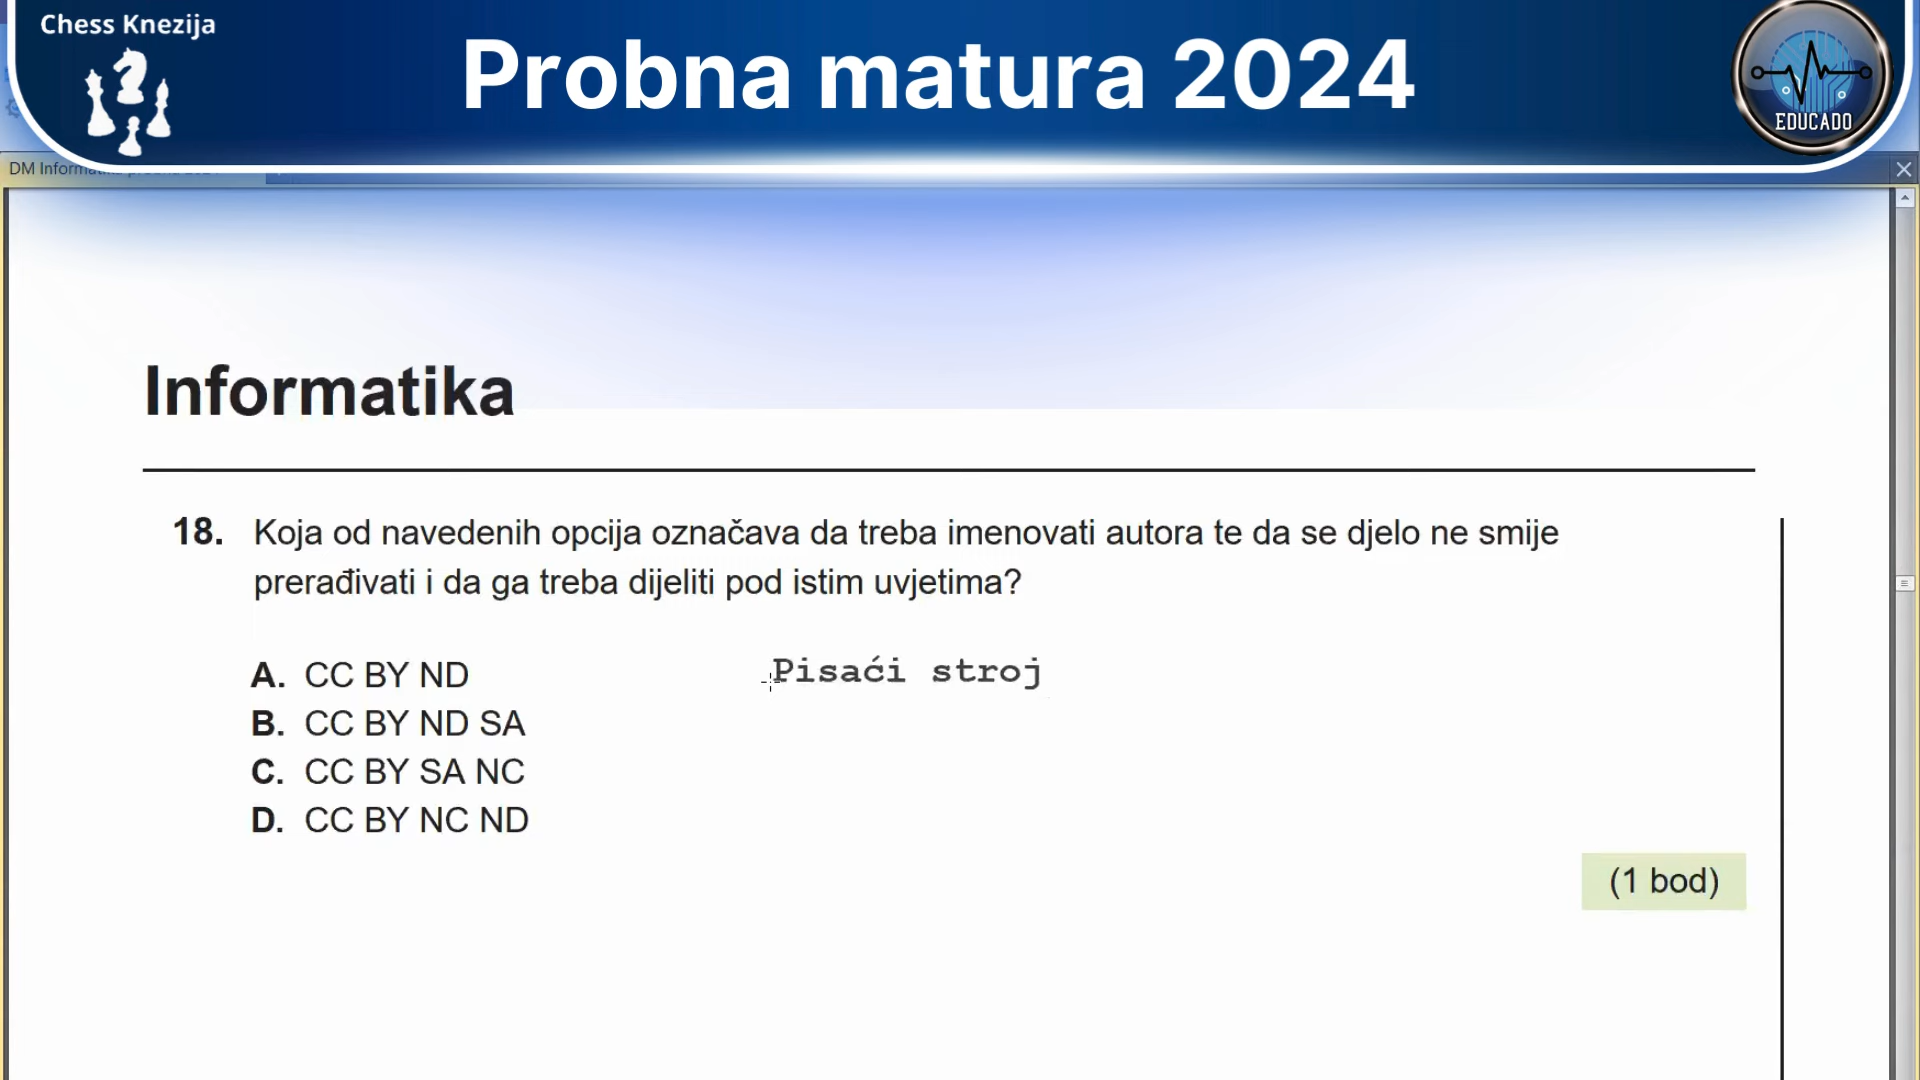 Chess Knezija
Probna matura 2024
EDUCADO
DM Informatika
Informatika
18. Koja od navedenih opcija označava da treba imenovati autora te da se djelo ne smije
prerađivati i da ga treba dijeliti pod istim uvjetima?
A. CC BY ND
Pisaći stroj
B. CC BY ND SA
C. CC BY SA NC
D. CC BY NC ND
(1 bod)